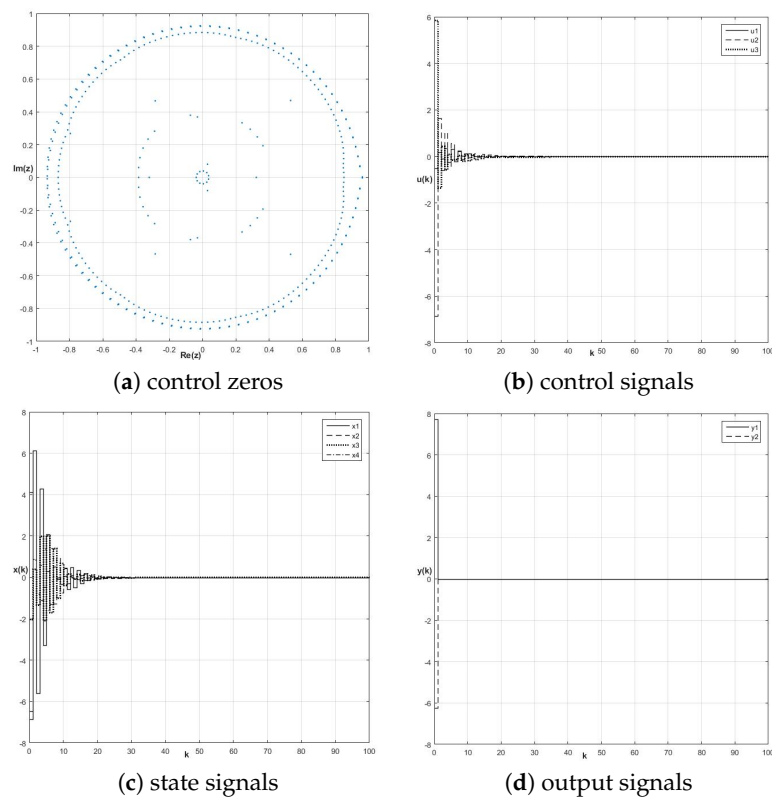 1
0.8
0.6
0.4
0.2
Im(z)
0
-0.2
-0.4
-0.6
-0.8
-1
-1 -0.8 -0.6 -0.4 -0.2 0 0.2 0.4 0.6 0.8 1
Re(z)
(a) control zeros
6
4
2
0
u(k)
-2
-4
-6
-8
0 10 20 30 40 50 60 70 80 90 100
k
u1
u2
u3
(b) control signals
8
6
4
2
x(k)
0
-2
-4
-6
-8
0 10 20 30 40 50 60 70 80 90 100
k
x1
x2
x3
x4
(c) state signals
8
6
4
2
y(k)
0
-2
-4
-6
-8
0 10 20 30 40 50 60 70 80 90 100
k
y1
y2
(d) output signals